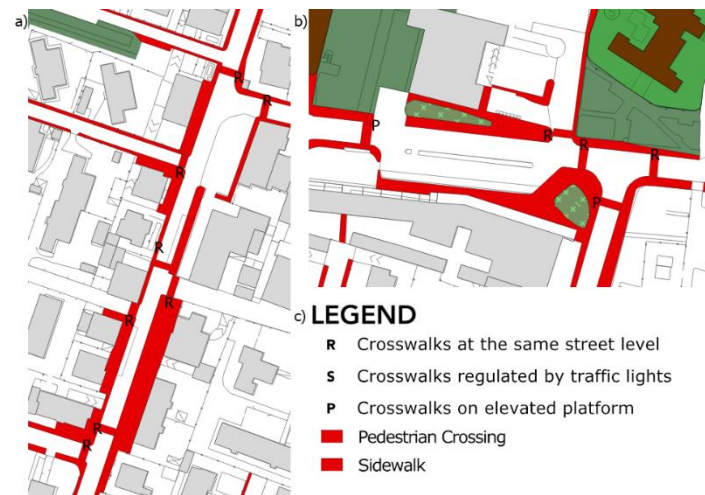 a)
R
R
R
R
R
R
R
R
b)
P
R
R
R
P
c) LEGEND
R Crosswalks at the same street level
S Crosswalks regulated by traffic lights
P Crosswalks on elevated platform
Pedestrian Crossing
Sidewalk